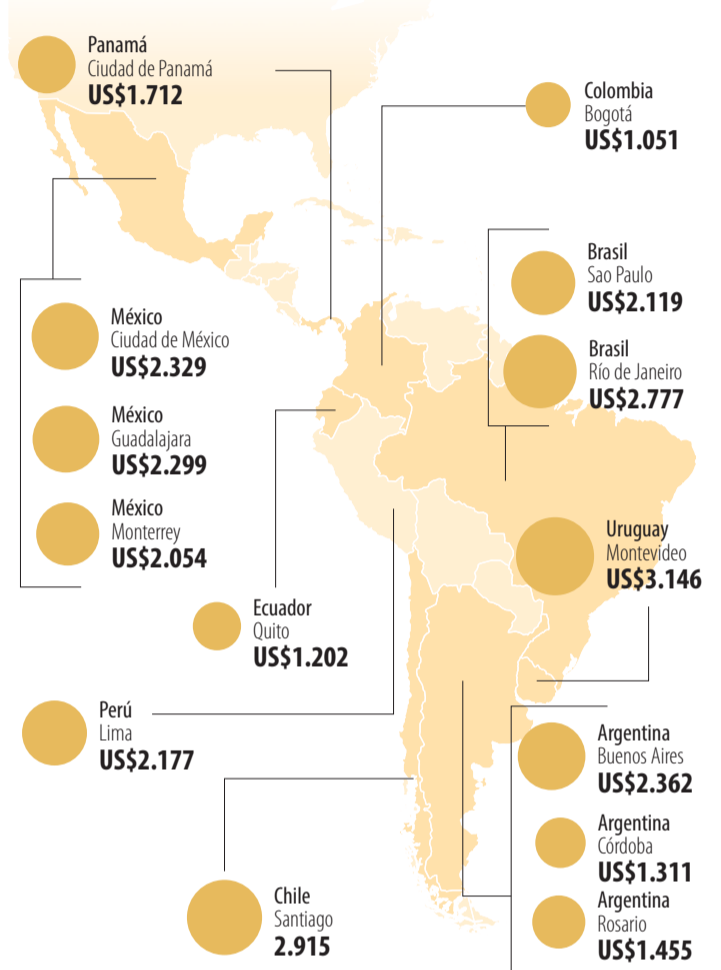 Panamá
Ciudad de Panamá
US$1.712
Colombia
Bogotá
US$1.051
Brasil
Sao Paulo
US$2.119
Brasil
Río de Janeiro
US$2.777
México
Ciudad de México
US$2.329
México
Guadalajara
US$2.299
México
Monterrey
US$2.054
Uruguay
Montevideo
US$3.146
Ecuador
Quito
US$1.202
Perú
Lima
US$2.177
Argentina
Buenos Aires
US$2.362
Argentina
Córdoba
US$1.311
Argentina
Rosario
US$1.455
Chile
Santiago
2.915